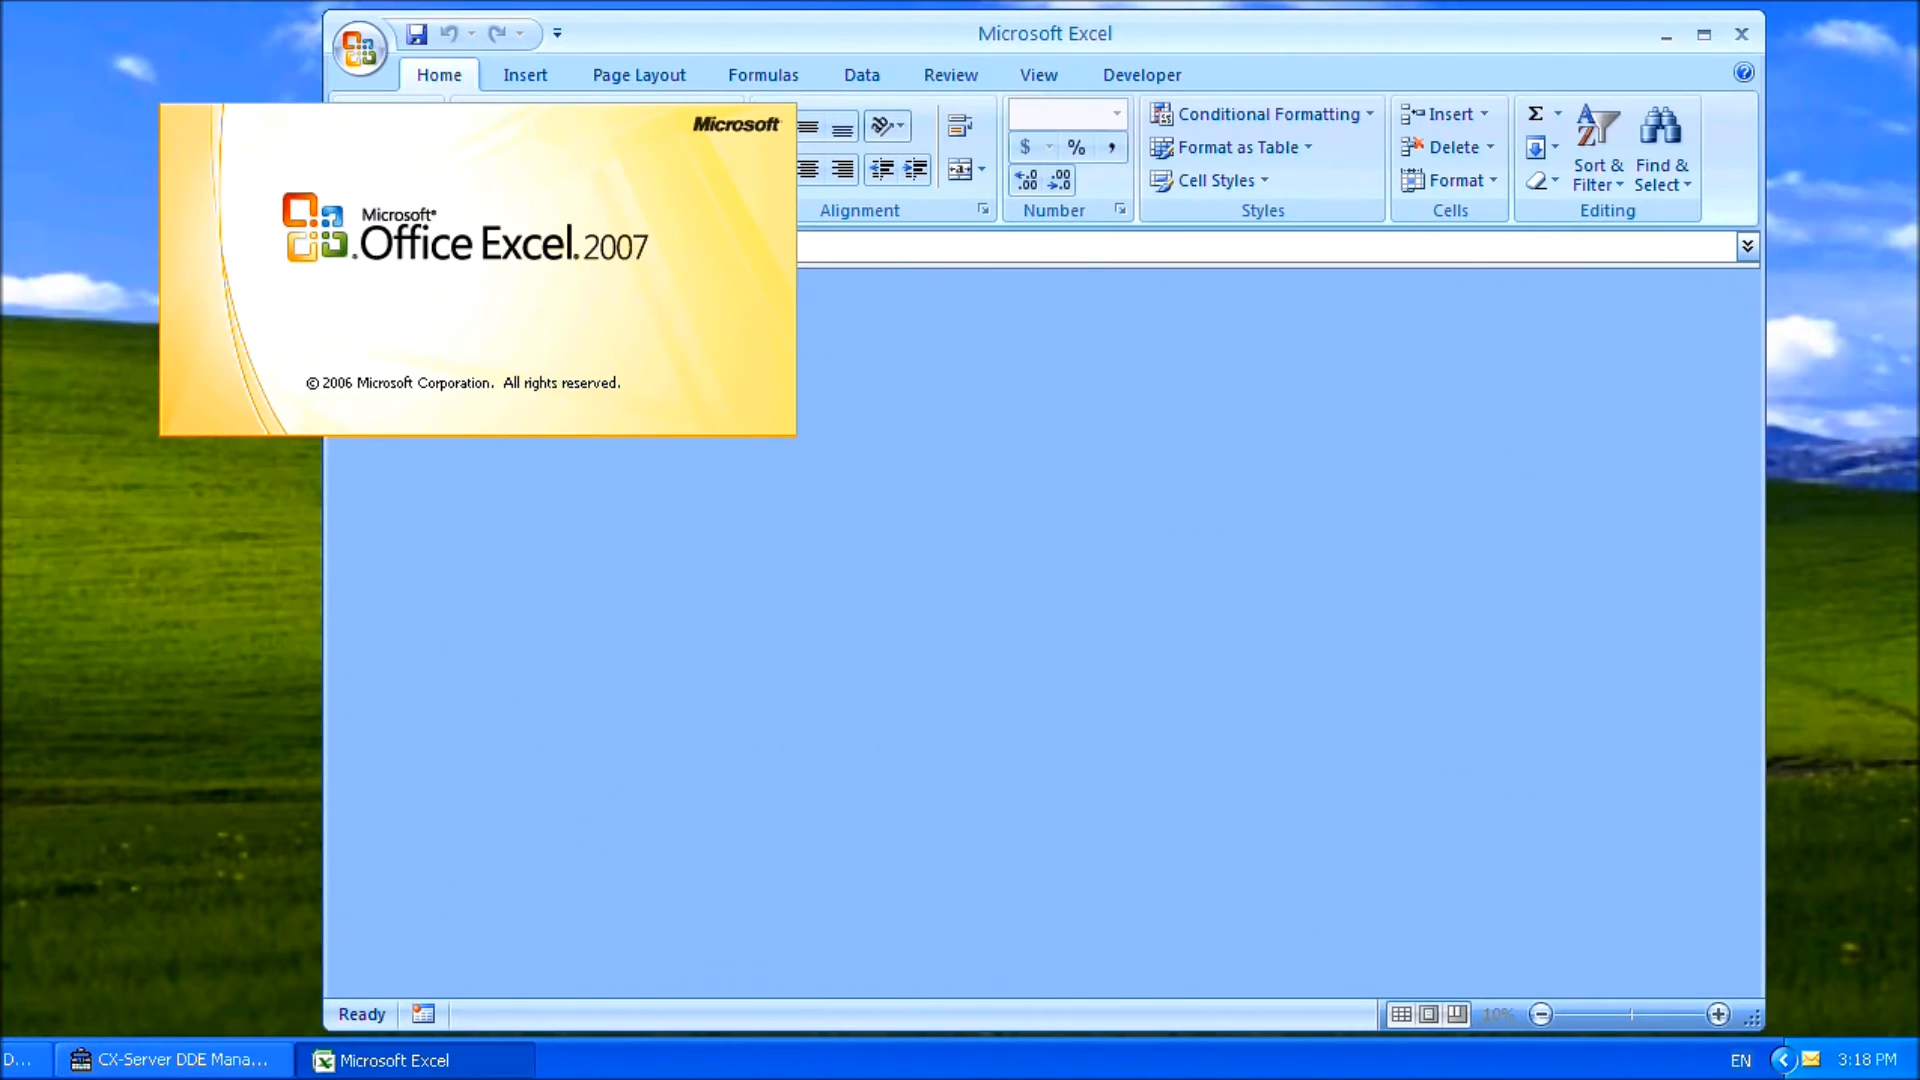 Microsoft Excel
Home Insert Page Layout Formulas Data Review View Developer
Microsoft
Microsoft®
Office Excel 2007
© 2006 Microsoft Corporation. All rights reserved.
$ % ,
Conditional Formatting
Format as Table
Cell Styles
Insert
Delete
Format
Σ
Sort & Filter
Find & Select
Alignment Number Styles Cells Editing
Ready
10%
D... CX-Server DDE Mana... Microsoft Excel EN 3:18 PM